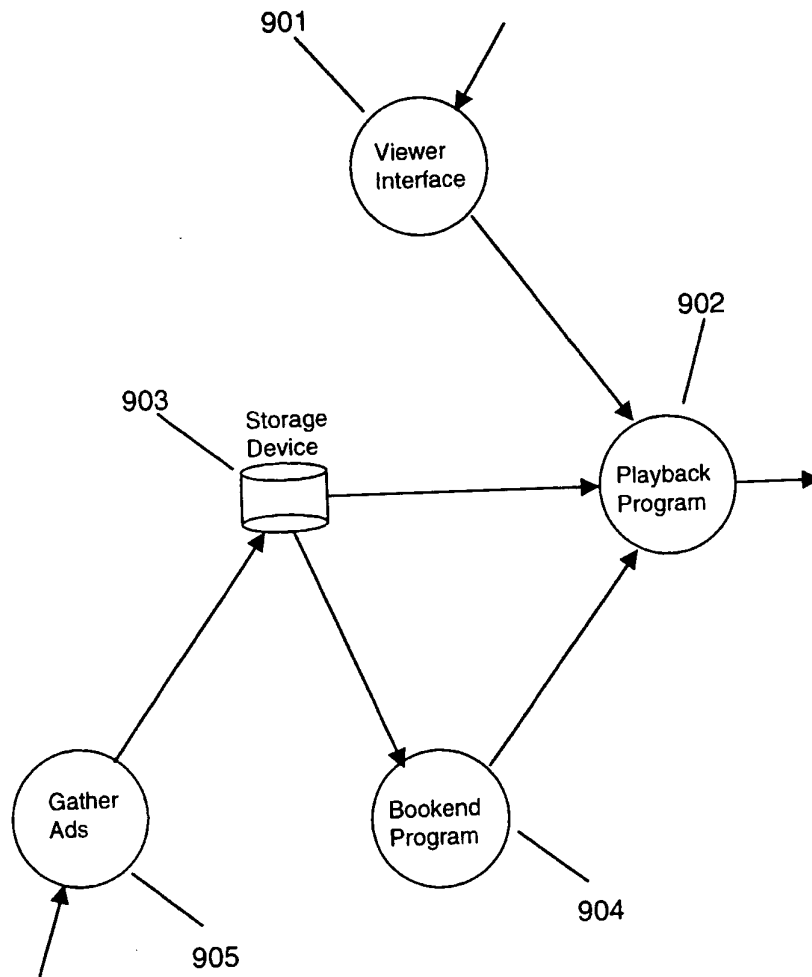 901
Viewer
Interface
902
903
Storage
Device
Playback
Program
Gather
Ads
Bookend
Program
904
905